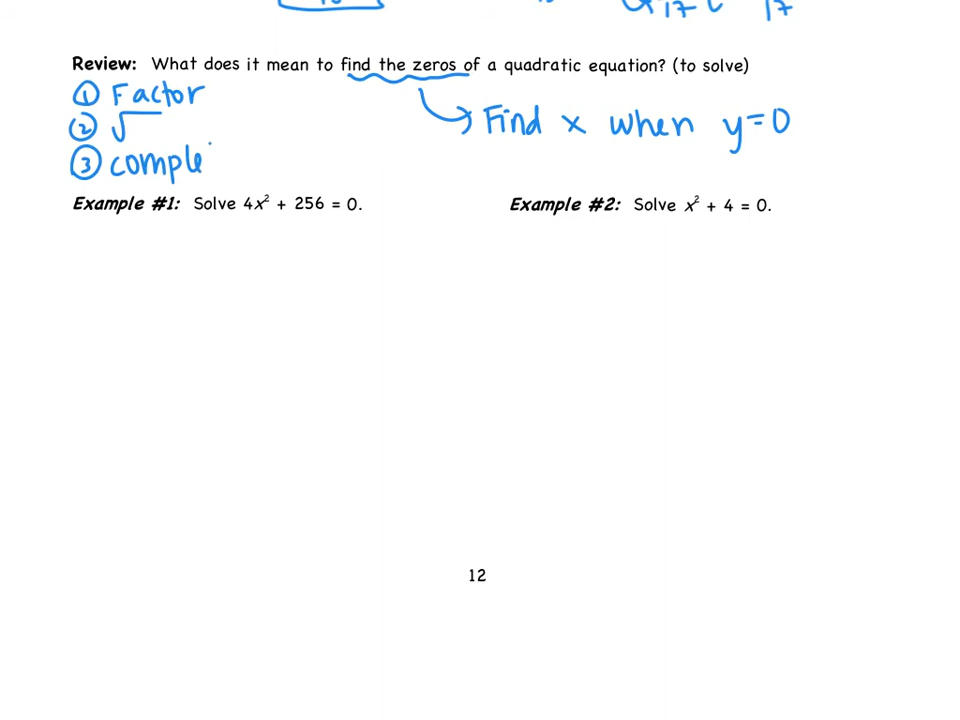 Review: What does it mean to find the zeros of a quadratic equation? (to solve)
① Factor
② √
③ comple
Find x when y=0
Example #1: Solve 4x² + 256 = 0.
Example #2: Solve x² + 4 = 0.
12